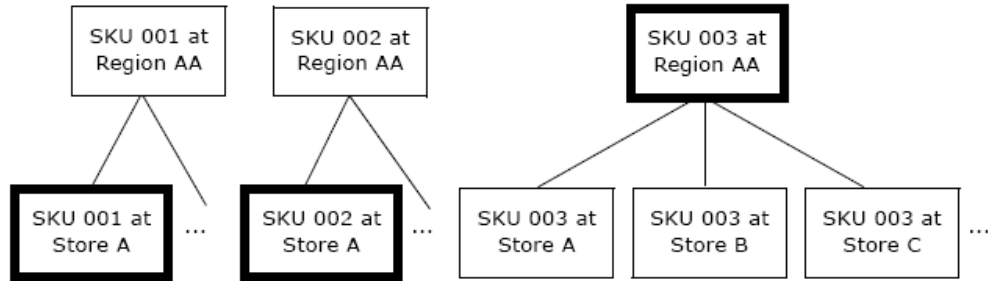 SKU 001 at
Region AA
SKU 002 at
Region AA
SKU 003 at
Region AA
SKU 001 at
Store A
...
SKU 002 at
Store A
...
SKU 003 at
Store A
SKU 003 at
Store B
SKU 003 at
Store C
...